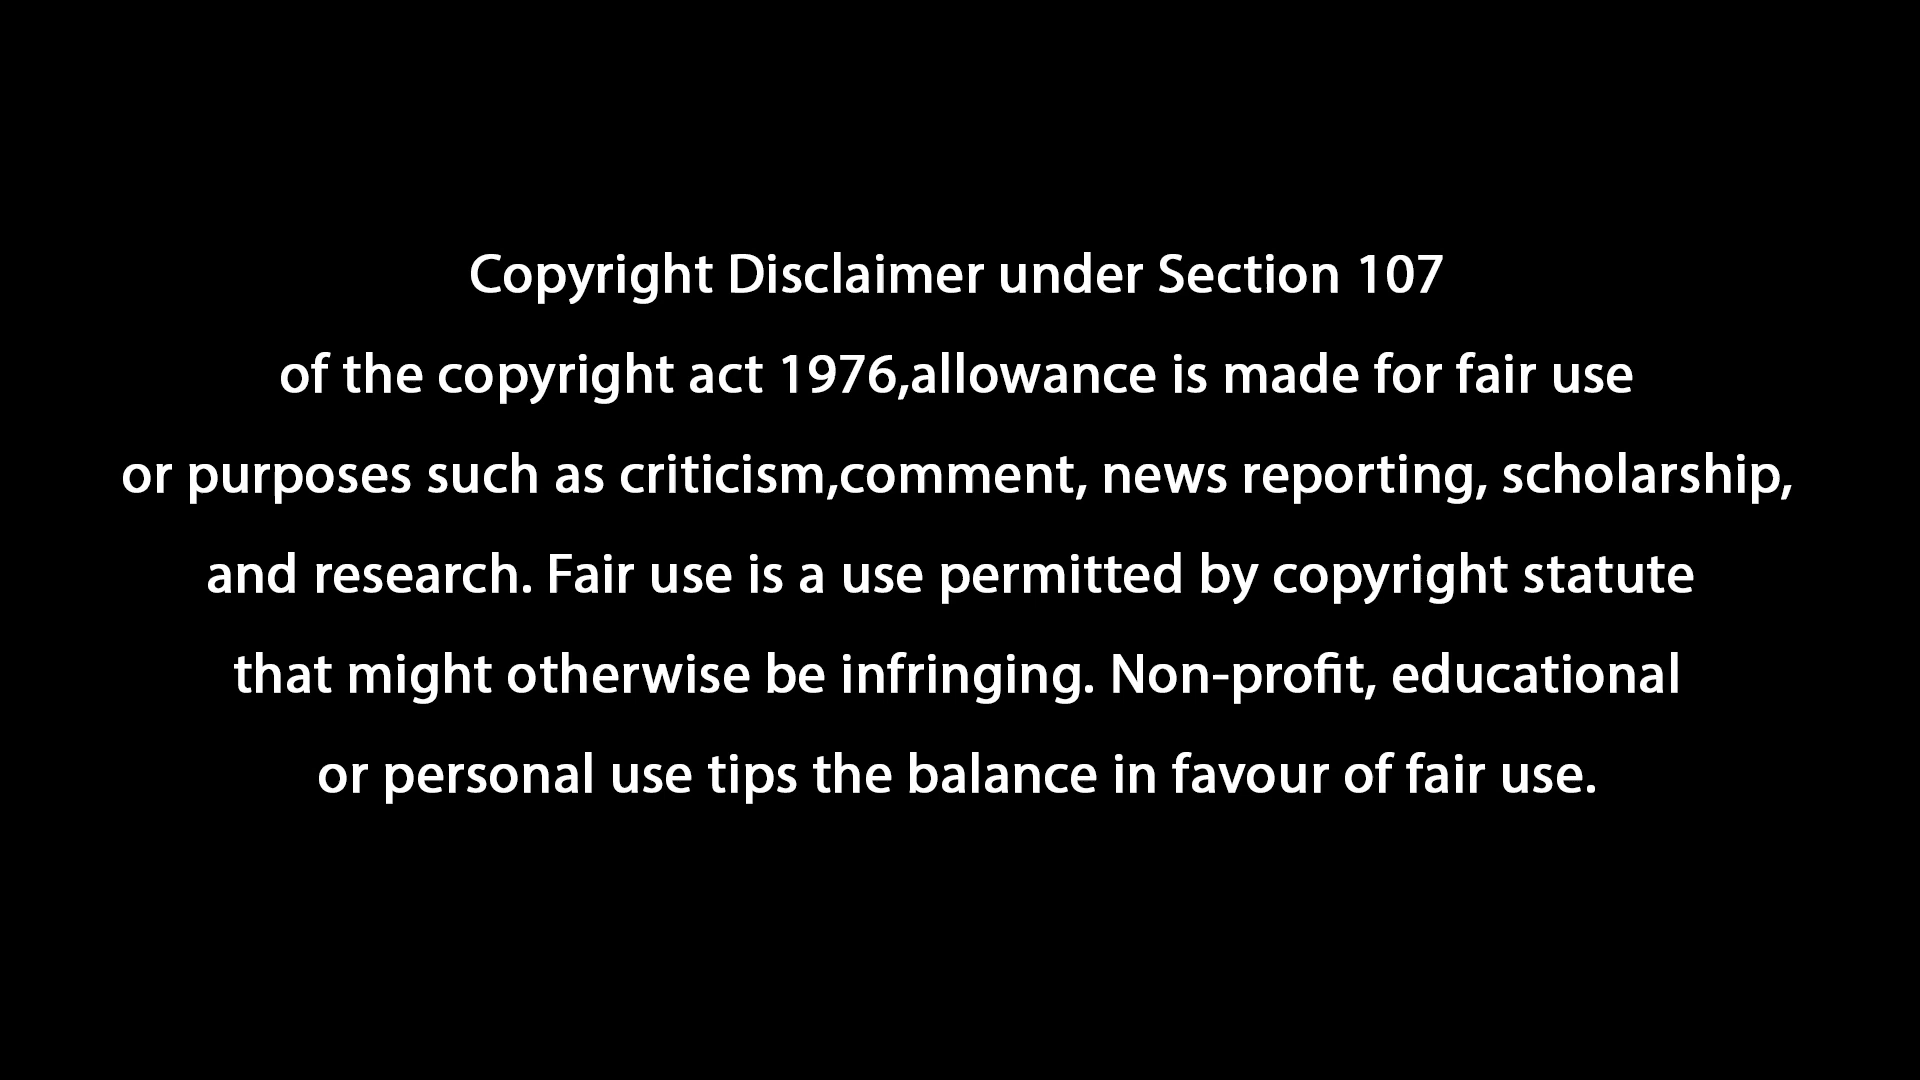 Copyright Disclaimer under Section 107
of the copyright act 1976,allowance is made for fair use
or purposes such as criticism,comment, news reporting, scholarship,
and research. Fair use is a use permitted by copyright statute
that might otherwise be infringing. Non-profit, educational
or personal use tips the balance in favour of fair use.